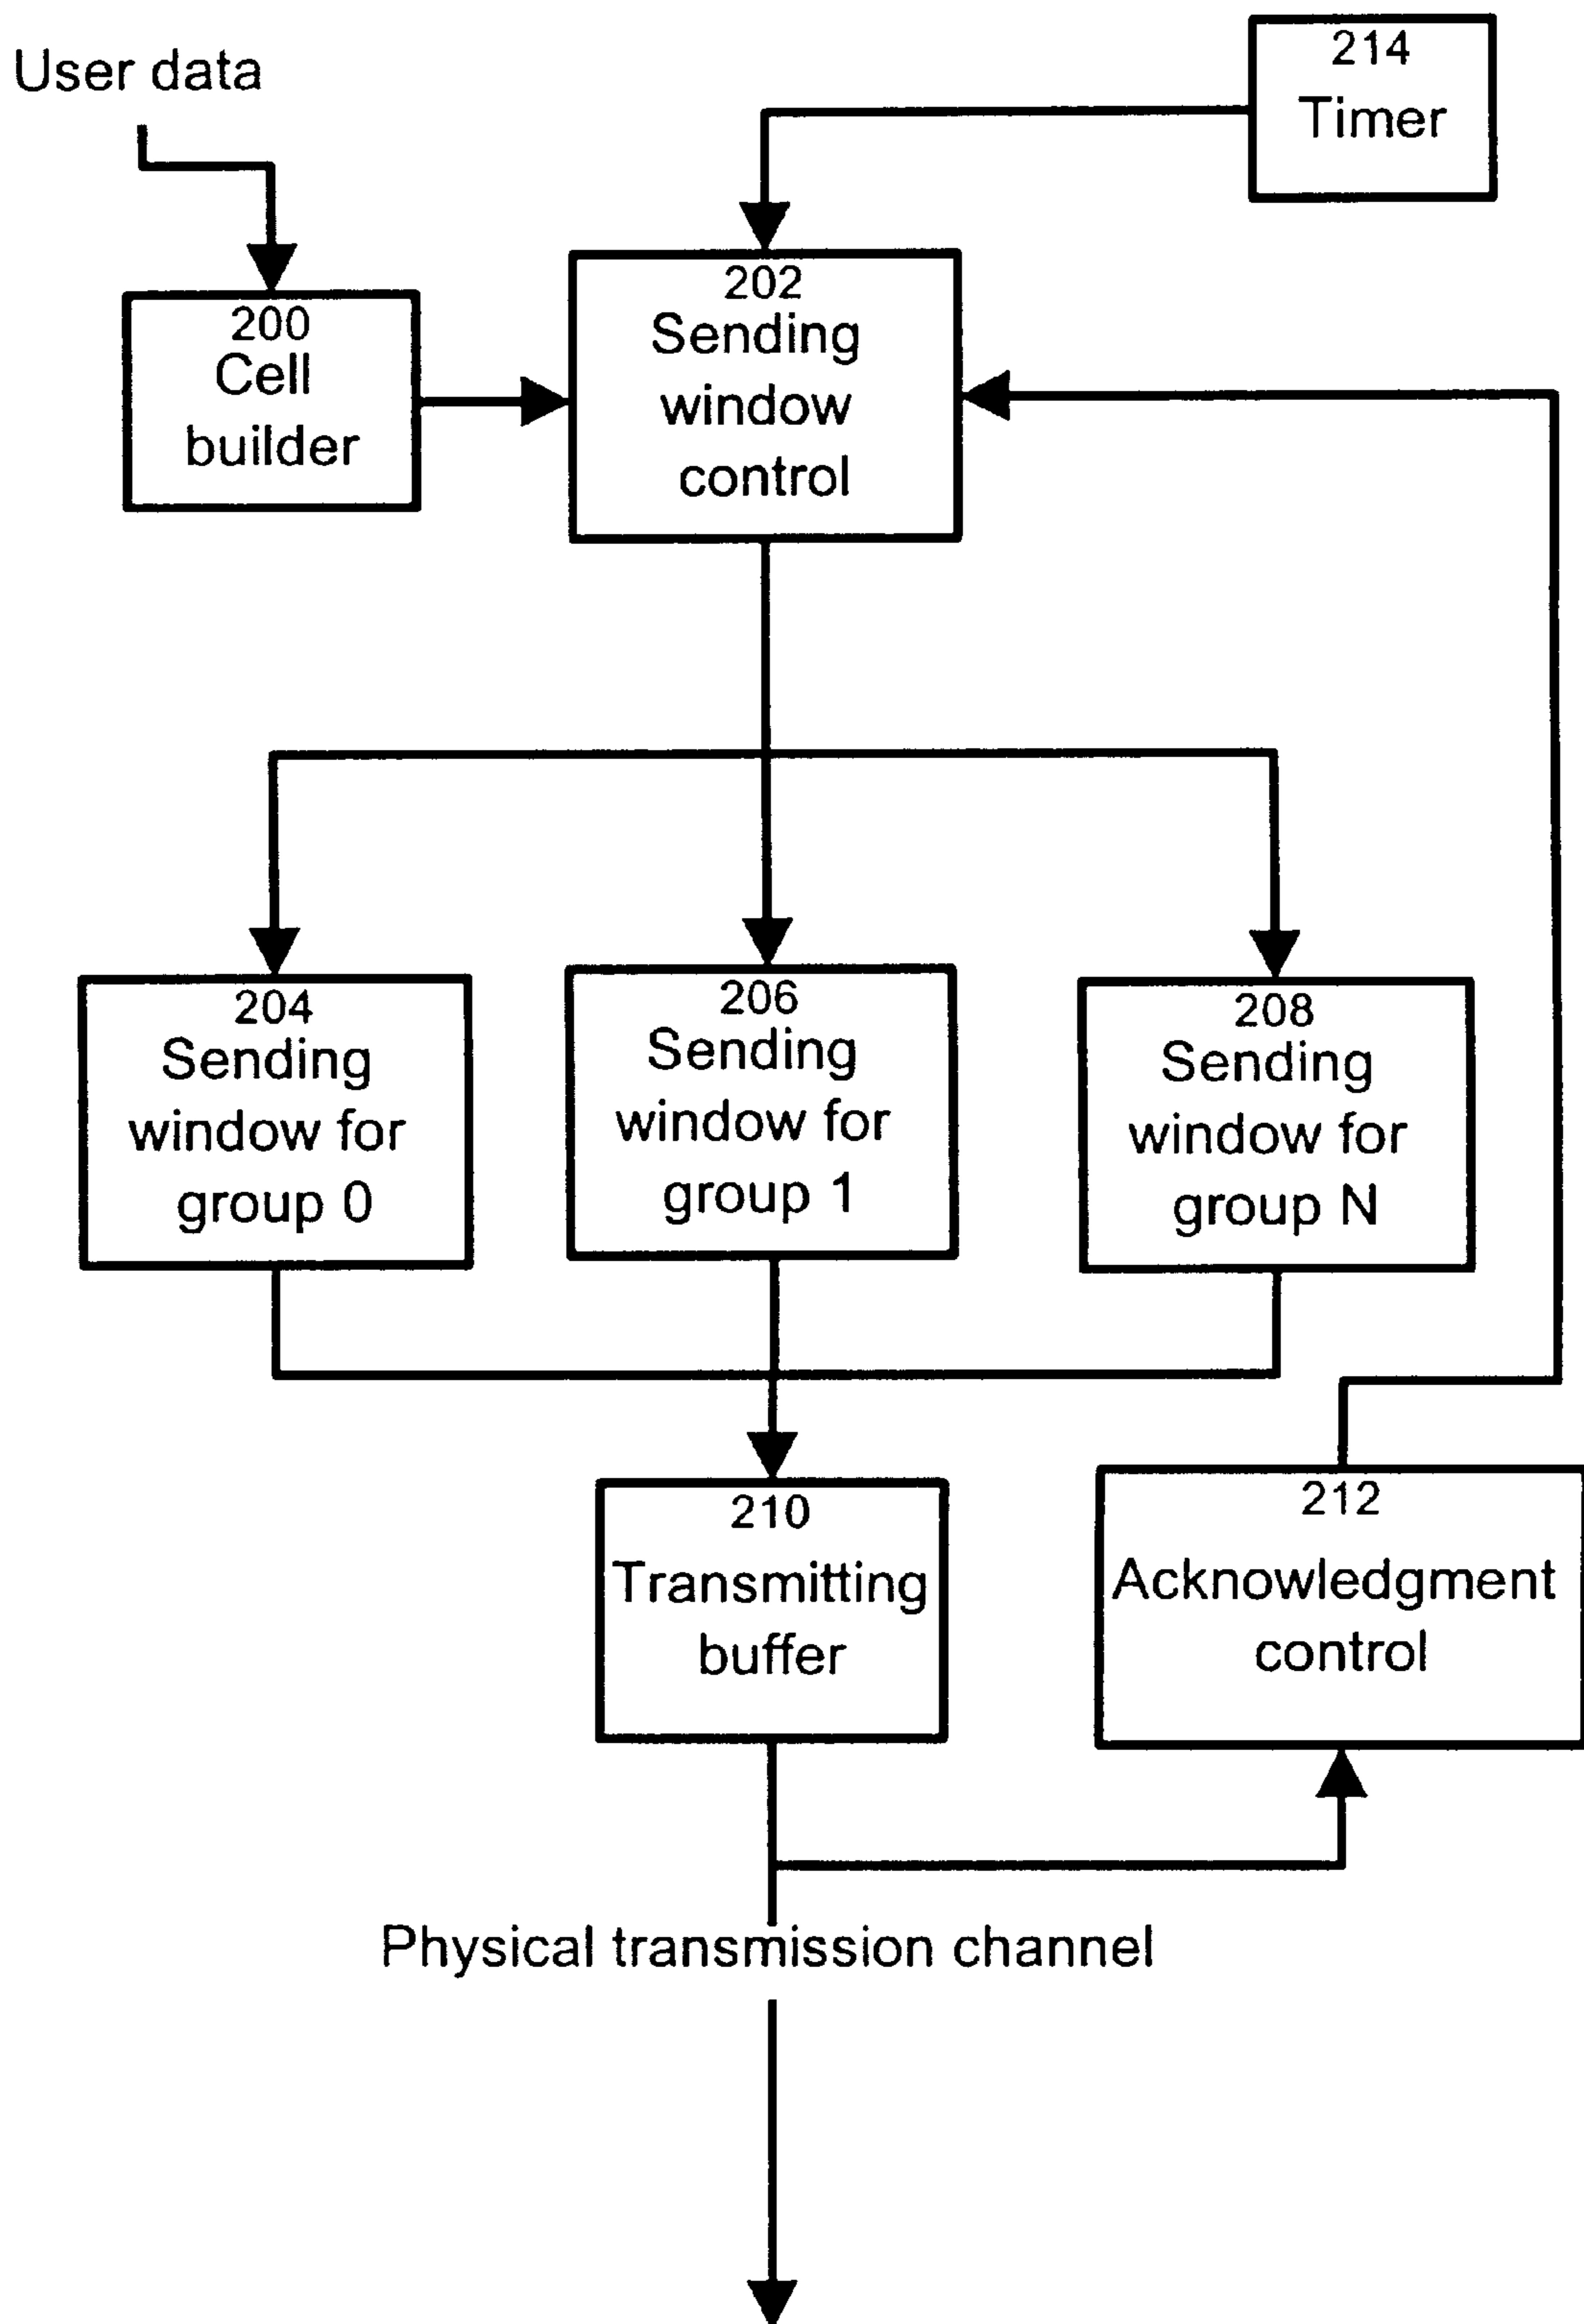 User data
214
Timer
202
Sending
window
control
200
Cell
builder
204
Sending
window for
group 0
206
Sending
window for
group 1
208
Sending
window for
group N
210
Transmitting
buffer
212
Acknowledgment
control
Physical transmission channel